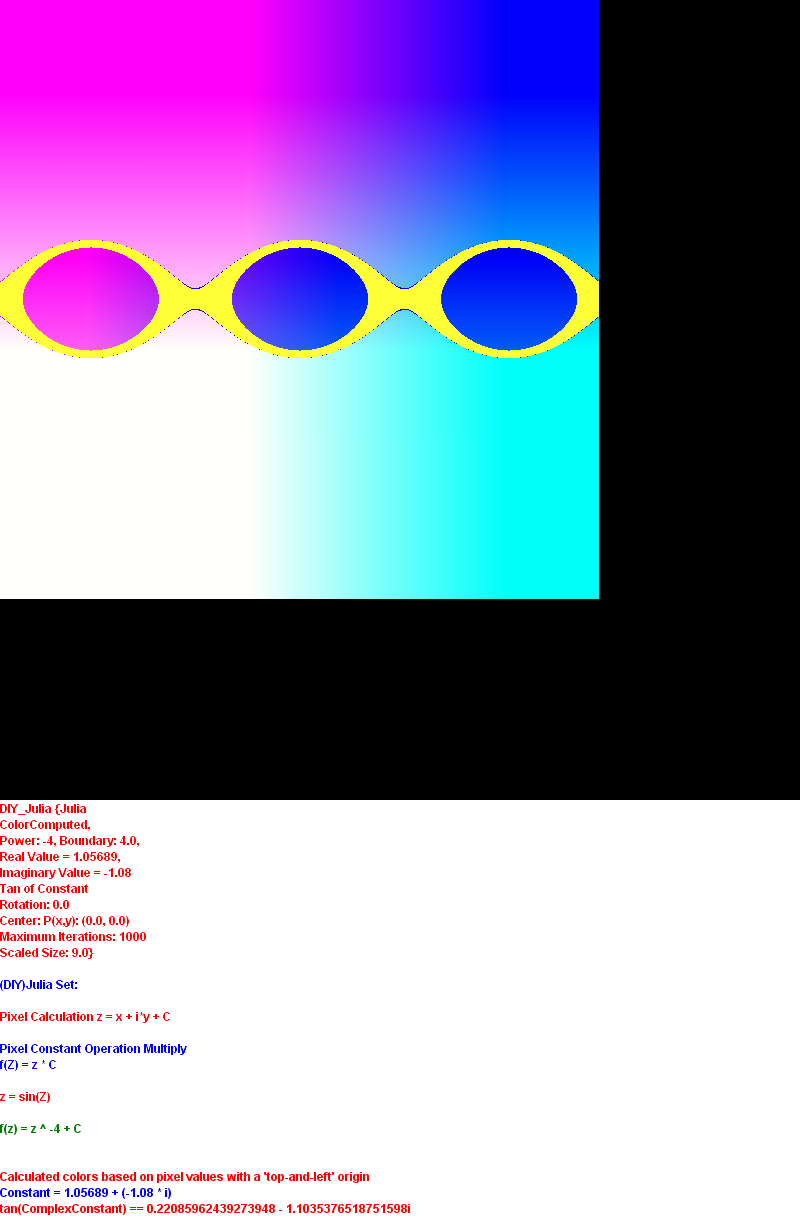 DIY_Julia {Julia
ColorComputed,
Power: -4, Boundary: 4.0,
Real Value = 1.05689,
Imaginary Value = -1.08
Tan of Constant
Rotation: 0.0
Center: P(x,y): (0.0, 0.0)
Maximum Iterations: 1000
Scaled Size: 9.0}
(DIY)Julia Set:
Pixel Calculation z = x + i*y + C
Pixel Constant Operation Multiply
f(Z) = z * C
z = sin(Z)
f(z) = z ^ -4 + C
Calculated colors based on pixel values with a 'top-and-left' origin
Constant = 1.05689 + (-1.08 * i)
tan(ComplexConstant) == 0.22085962439273948 - 1.1035376518751598i